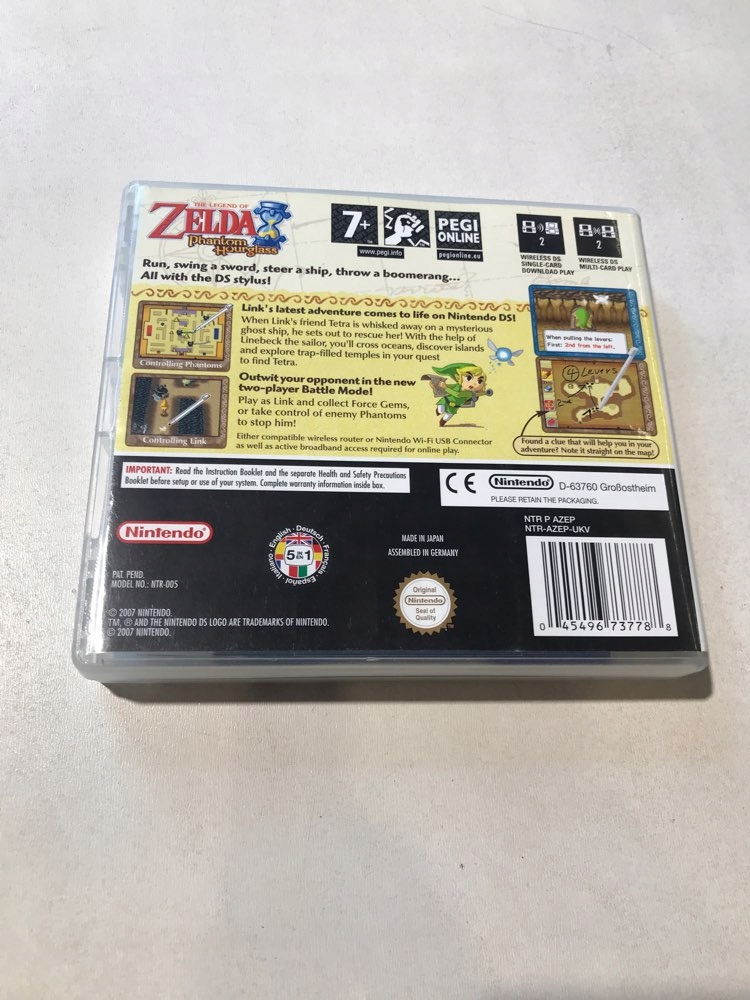 THE LEGEND OF
ZELDA
Phantom
Hourglass
7+
www.pegi.info
PEGI
ONLINE
pegionline.eu
2
WIRELESS DS
SINGLE-CARD
DOWNLOAD PLAY
2
WIRELESS DS
MULTI-CARD PLAY
Run, swing a sword, steer a ship, throw a boomerang...
All with the DS stylus!
Controlling Phantoms
Controlling Link
Link's latest adventure comes to life on Nintendo DS!
When Link's friend Tetra is whisked away on a mysterious
ghost ship, he sets out to rescue her! With the help of
Linebeck the sailor, you'll cross oceans, discover islands
and explore trap-filled temples in your quest
to find Tetra.
Outwit your opponent in the new
two-player Battle Mode!
Play as Link and collect Force Gems,
or take control of enemy Phantoms
to stop him!
Either compatible wireless router or Nintendo Wi-Fi USB Connector
as well as active broadband access required for online play.
When pulling the levers:
First: 2nd from the left.
4 Levers
Found a clue that will help you in your
adventure? Note it straight on the map!
IMPORTANT: Read the Instruction Booklet and the separate Health and Safety Precautions
Booklet before setup or use of your system. Complete warranty information inside box.
CE
Nintendo® D-63760 Großostheim
PLEASE RETAIN THE PACKAGING.
Nintendo®
English · Deutsch · Français · Español · Italiano
5 IN 1
MADE IN JAPAN
ASSEMBLED IN GERMANY
NTR P AZEP
NTR-AZEP-UKV
PAT. PEND.
MODEL NO.: NTR-005
Original
Nintendo
Seal of
Quality
TM
© 2007 NINTENDO.
TM, ® AND THE NINTENDO DS LOGO ARE TRADEMARKS OF NINTENDO.
© 2007 NINTENDO.
0 45496 73778 8